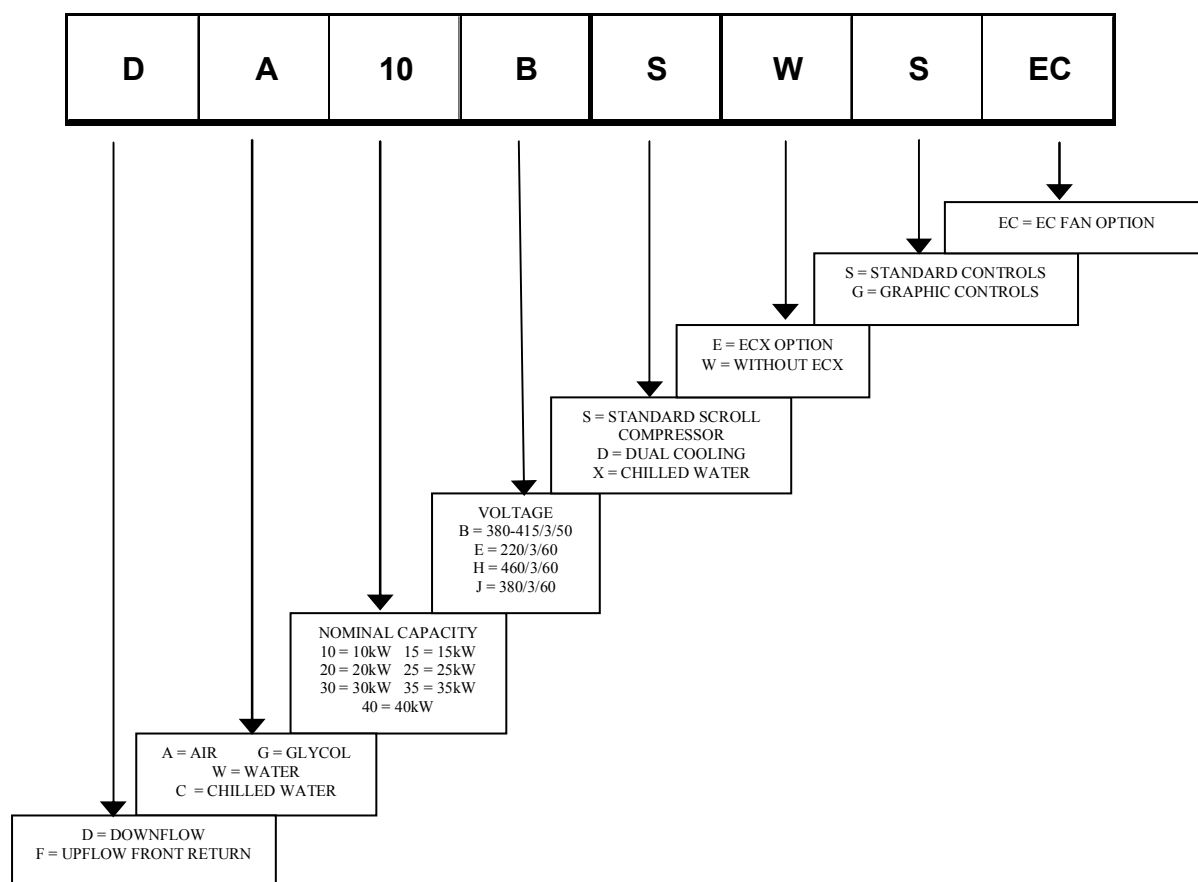 D A 10 B S W S EC
EC = EC FAN OPTION
S = STANDARD CONTROLS
G = GRAPHIC CONTROLS
E = ECX OPTION
W = WITHOUT ECX
S = STANDARD SCROLL
COMPRESSOR
D = DUAL COOLING
X = CHILLED WATER
VOLTAGE
B = 380-415/3/50
E = 220/3/60
H = 460/3/60
J = 380/3/60
NOMINAL CAPACITY
10 = 10kW 15 = 15kW
20 = 20kW 25 = 25kW
30 = 30kW 35 = 35kW
40 = 40kW
A = AIR G = GLYCOL
W = WATER
C = CHILLED WATER
D = DOWNFLOW
F = UPFLOW FRONT RETURN